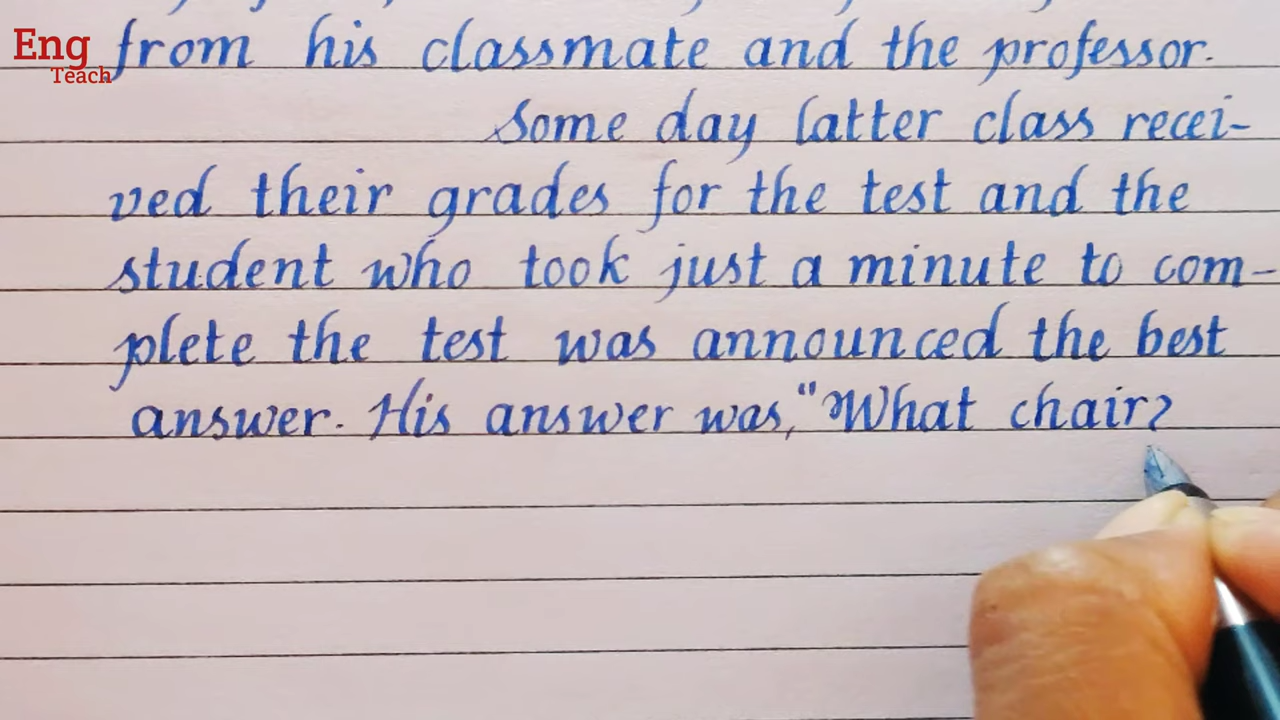 Eng
Teach
from his classmate and the professor.
Some day latter class recei-
ved their grades for the test and the
student who took just a minute to com-
plete the test was announced the best
answer. His answer was, "What chair?